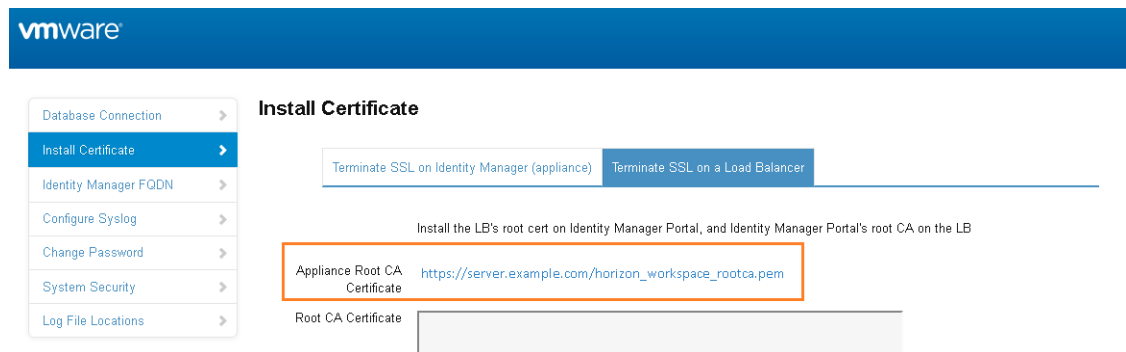 vmware®
Database Connection
Install Certificate
Identity Manager FQDN
Configure Syslog
Change Password
System Security
Log File Locations
Install Certificate
Terminate SSL on Identity Manager (appliance)
Terminate SSL on a Load Balancer
Install the LB's root cert on Identity Manager Portal, and Identity Manager Portal's root CA on the LB
Appliance Root CA
Certificate
https://server.example.com/horizon_workspace_rootca.pem
Root CA Certificate